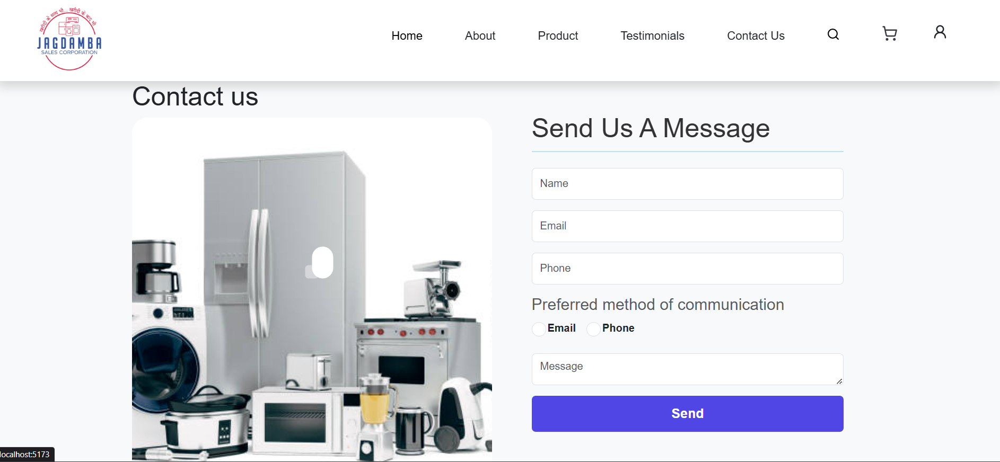 खरीदी के साथ भी... खरीदी के बाद भी
JAGDAMBA
SALES CORPORATION
Home
About
Product
Testimonials
Contact Us
Contact us
Send Us A Message
Name
Email
Phone
Preferred method of communication
Email
Phone
Message
Send
localhost:5173